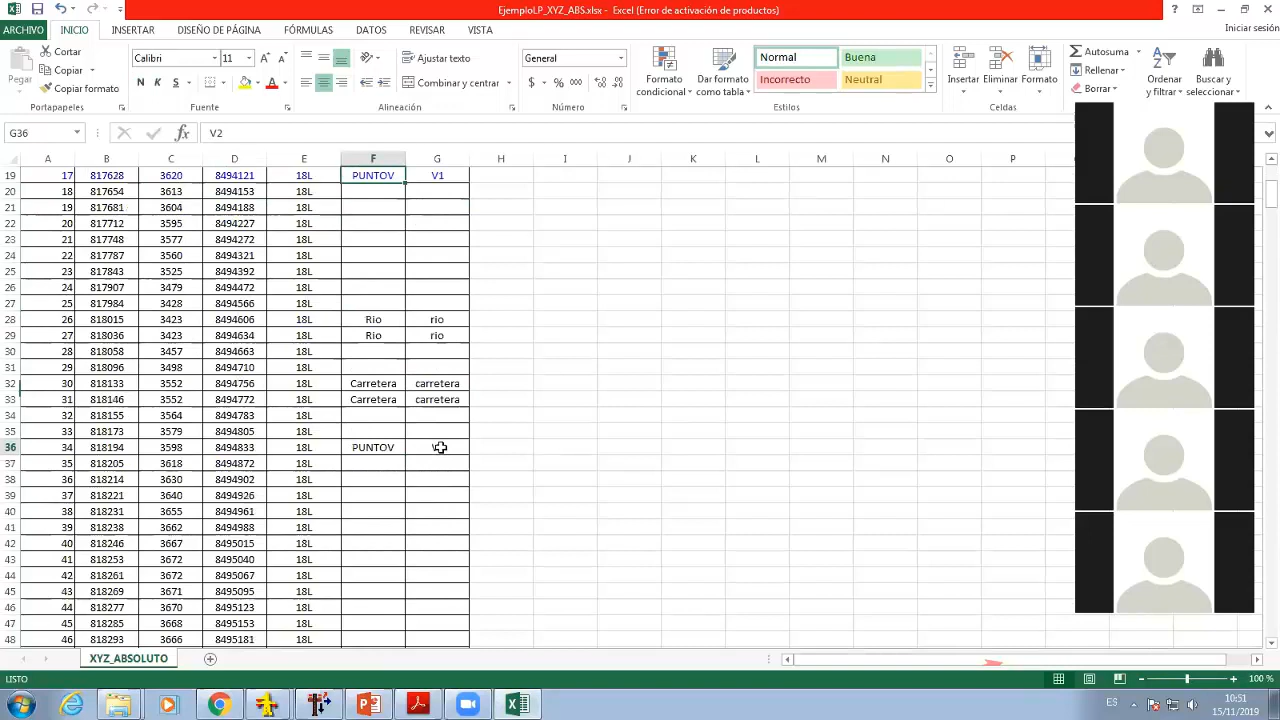 EjemploLP_XYZ_ABS.xlsx - Excel (Error de activación de productos)
ARCHIVO INICIO INSERTAR DISEÑO DE PÁGINA FÓRMULAS DATOS REVISAR VISTA Iniciar sesión
Pegar
Cortar
Copiar
Copiar formato
Portapapeles
Calibri 11
N K S
Fuente
Ajustar texto
Combinar y centrar
Alineación
General
$ % 000
Número
Formato condicional
Dar formato como tabla
Normal Buena
Incorrecto Neutral
Estilos
Insertar Eliminar Formato
Celdas
Autosuma
Rellenar
Borrar
Ordenar y filtrar
Buscar y seleccionar
G36 fx V2
A B C D E F G H I J K L M N O P
19 17 817628 3620 8494121 18L PUNTOV V1
20 18 817654 3613 8494153 18L
21 19 817681 3604 8494188 18L
22 20 817712 3595 8494227 18L
23 21 817748 3577 8494272 18L
24 22 817787 3560 8494321 18L
25 23 817843 3525 8494392 18L
26 24 817907 3479 8494472 18L
27 25 817984 3428 8494566 18L
28 26 818015 3423 8494606 18L Rio rio
29 27 818036 3423 8494634 18L Rio rio
30 28 818058 3457 8494663 18L
31 29 818096 3498 8494710 18L
32 30 818133 3552 8494756 18L Carretera carretera
33 31 818146 3552 8494772 18L Carretera carretera
34 32 818155 3564 8494783 18L
35 33 818173 3579 8494805 18L
36 34 818194 3598 8494833 18L PUNTOV
37 35 818205 3618 8494872 18L
38 36 818214 3630 8494902 18L
39 37 818221 3640 8494926 18L
40 38 818231 3655 8494961 18L
41 39 818238 3662 8494988 18L
42 40 818246 3667 8495015 18L
43 41 818253 3672 8495040 18L
44 42 818261 3672 8495067 18L
45 43 818269 3671 8495095 18L
46 44 818277 3670 8495123 18L
47 45 818285 3668 8495153 18L
48 46 818293 3666 8495181 18L
XYZ_ABSOLUTO
LISTO 100 %
ES 10:51
15/11/2019